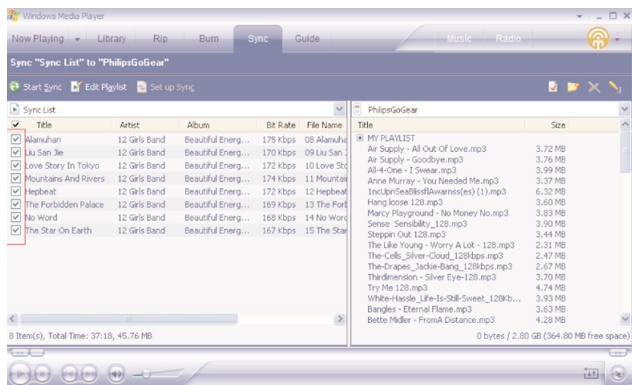 Windows Media Player
Now Playing Library Rip Burn Sync Guide Music Radio
Sync "Sync List" to "PhilipsGoGear"
Start Sync Edit Playlist Set up Sync
Sync List
Title Artist Album Bit Rate File Name
Alamuhan 12 Girls Band Beautiful Energ... 175 Kbps 08 Alamuha
Liu San Jie 12 Girls Band Beautiful Energ... 170 Kbps 09 Liu San
Love Story In Tokyo 12 Girls Band Beautiful Energ... 172 Kbps 10 Love Sto
Mountains And Rivers 12 Girls Band Beautiful Energ... 174 Kbps 11 Mountai
Hepbeat 12 Girls Band Beautiful Energ... 172 Kbps 12 Hepbeat
The Forbidden Palace 12 Girls Band Beautiful Energ... 169 Kbps 13 The Forb
No Word 12 Girls Band Beautiful Energ... 168 Kbps 14 No Word
The Star On Earth 12 Girls Band Beautiful Energ... 167 Kbps 15 The Star
8 Item(s), Total Time: 37:18, 45.76 MB
PhilipsGoGear
Title Size
MY PLAYLIST
Air Supply - All Out Of Love.mp3 3.72 MB
Air Supply - Goodbye.mp3 3.76 MB
All-4-One - I Swear.mp3 3.99 MB
Anne Murray - You Needed Me.mp3 3.37 MB
IncUpnSeaBlissflAwarnss(es) (1).mp3 6.32 MB
Hang loose 128.mp3 3.60 MB
Marcy Playground - No Money No.mp3 3.83 MB
Sense Sensibility_128.mp3 3.90 MB
Steppin Out 128.mp3 3.44 MB
The Like Young - Worry A Lot - 128.mp3 2.31 MB
The-Cells_Silver-Cloud_128kbps.mp3 2.47 MB
The-Drapes_Jackie-Bang_128kbps.mp3 2.67 MB
Thirdimension - Silver Eye-128.mp3 3.70 MB
Try Me 128.mp3 4.74 MB
White-Hassle_Life-Is-Still-Sweet_128Kb... 3.93 MB
Bangles - Eternal Flame.mp3 3.63 MB
Bette Midler - FromA Distance.mp3 4.28 MB
0 bytes / 2.80 GB (364.80 MB free space)